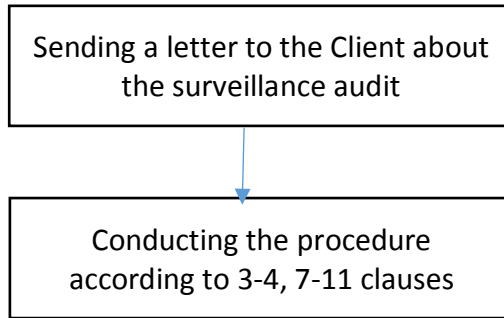 Sending a letter to the Client about
the surveillance audit
Conducting the procedure
according to 3-4, 7-11 clauses